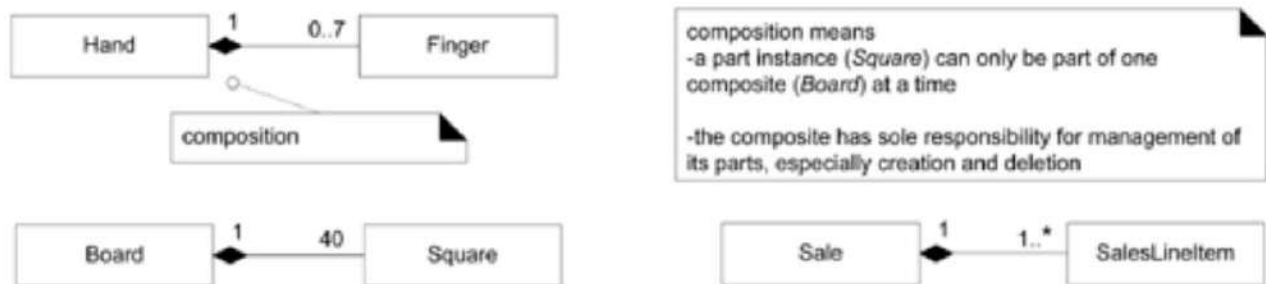 1
0..7
Hand
Finger
composition
composition means
-a part instance (Square) can only be part of one
composite (Board) at a time
-the composite has sole responsibility for management of
its parts, especially creation and deletion
1
40
Board
Square
1
1..*
Sale
SalesLineItem